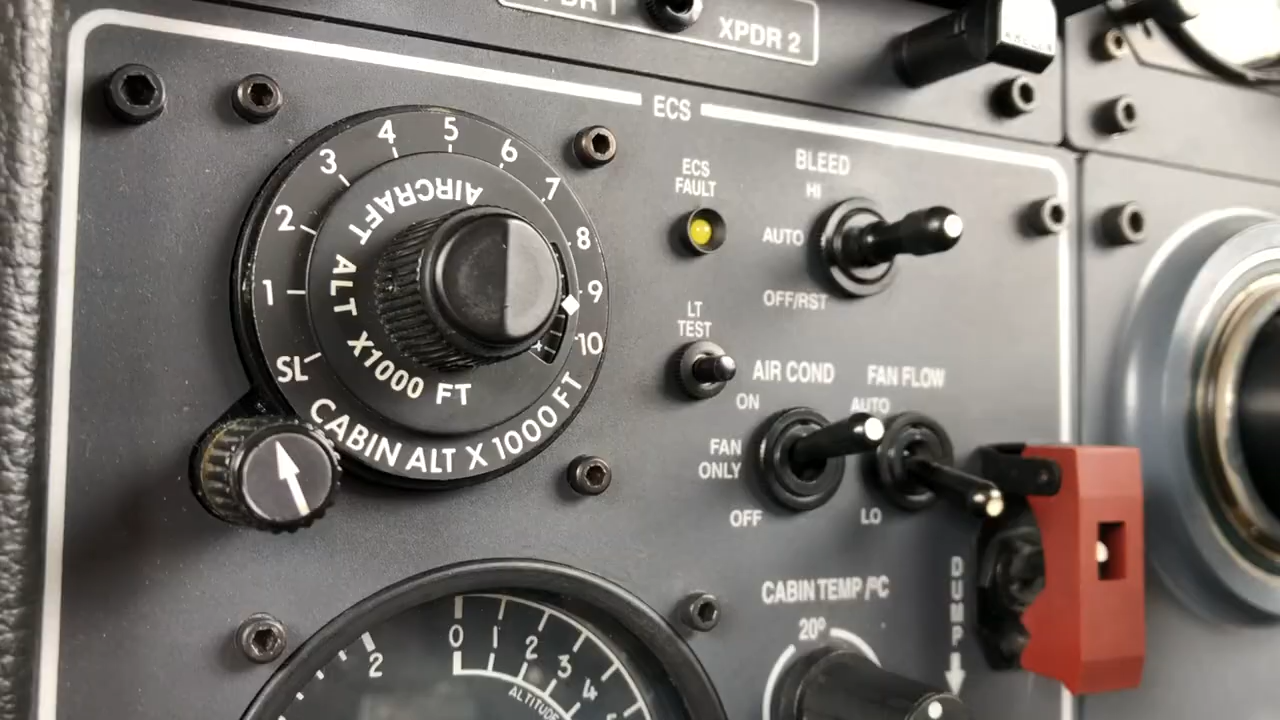 XPDR 2
ECS
ECS
FAULT
BLEED
HI
AUTO
OFF/RST
LT
TEST
AIR COND
ON
FAN
ONLY
OFF
FAN FLOW
AUTO
LO
4 5 6 7 8 9 10
3 2 1 SL
AIRCRAFT ALT X1000 FT
CABIN ALT X 1000 FT
DUMP
CABIN TEMP /ºC
20º
2
0 1 2 3 4
ALTITUDE